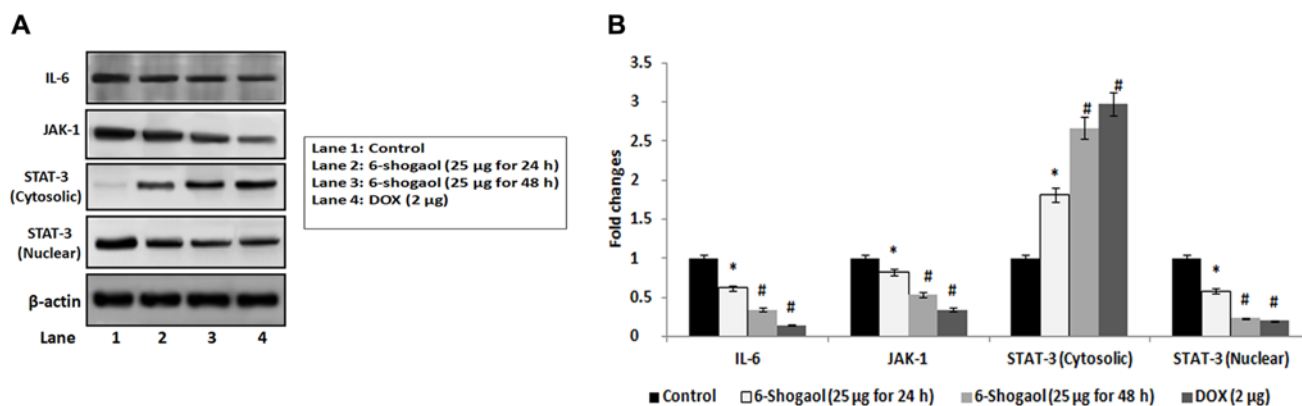 A
IL-6
JAK-1
STAT-3
(Cytosolic)
STAT-3
(Nuclear)
β-actin
Lane 1 2 3 4
Lane 1: Control
Lane 2: 6-shogaol (25 µg for 24 h)
Lane 3: 6-shogaol (25 µg for 48 h)
Lane 4: DOX (2 µg)
B
Fold changes
3.5
3
2.5
2
1.5
1
0.5
0
* # #
* # #
* # #
* # #
IL-6 JAK-1 STAT-3 (Cytosolic) STAT-3 (Nuclear)
Control 6-Shogaol (25 µg for 24 h) 6-Shogaol (25 µg for 48 h) DOX (2 µg)